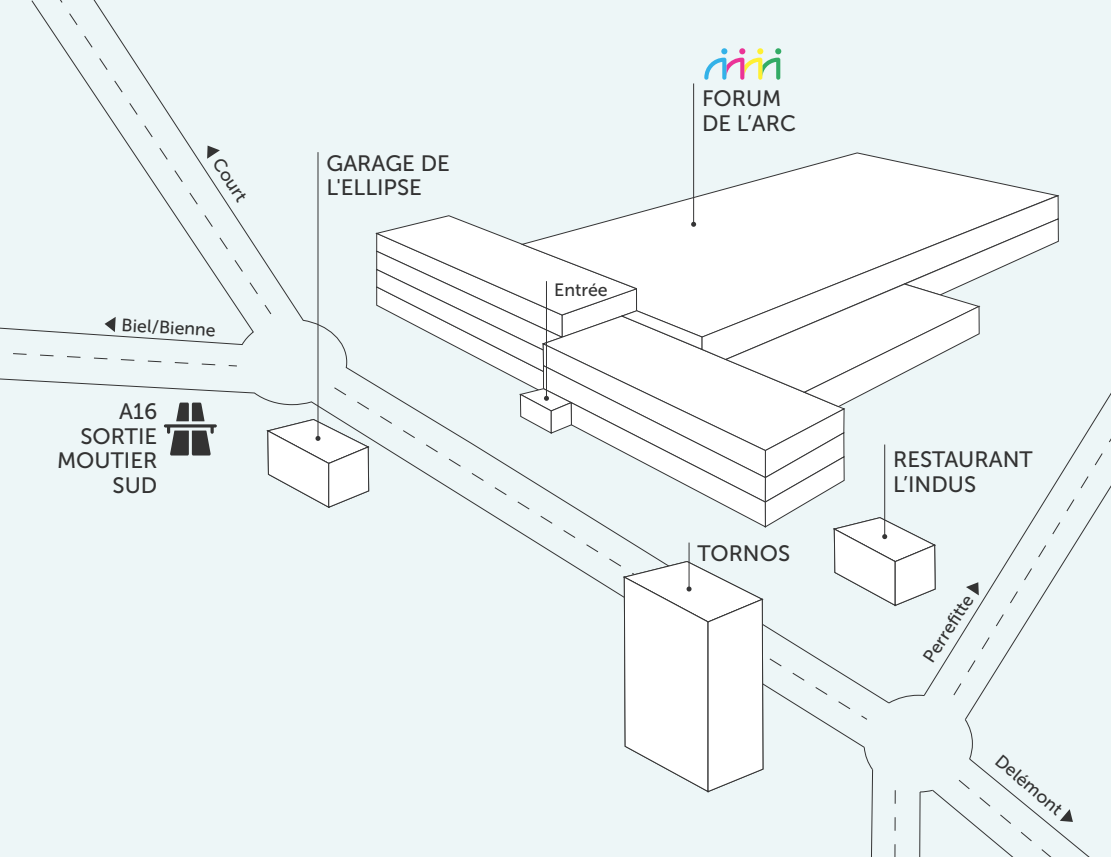 FORUM
DE L'ARC
GARAGE DE
L'ELLIPSE
Court
Entrée
Biel/Bienne
A16
SORTIE
MOUTIER
SUD
RESTAURANT
L'INDUS
TORNOS
Perrefitte
Delémont